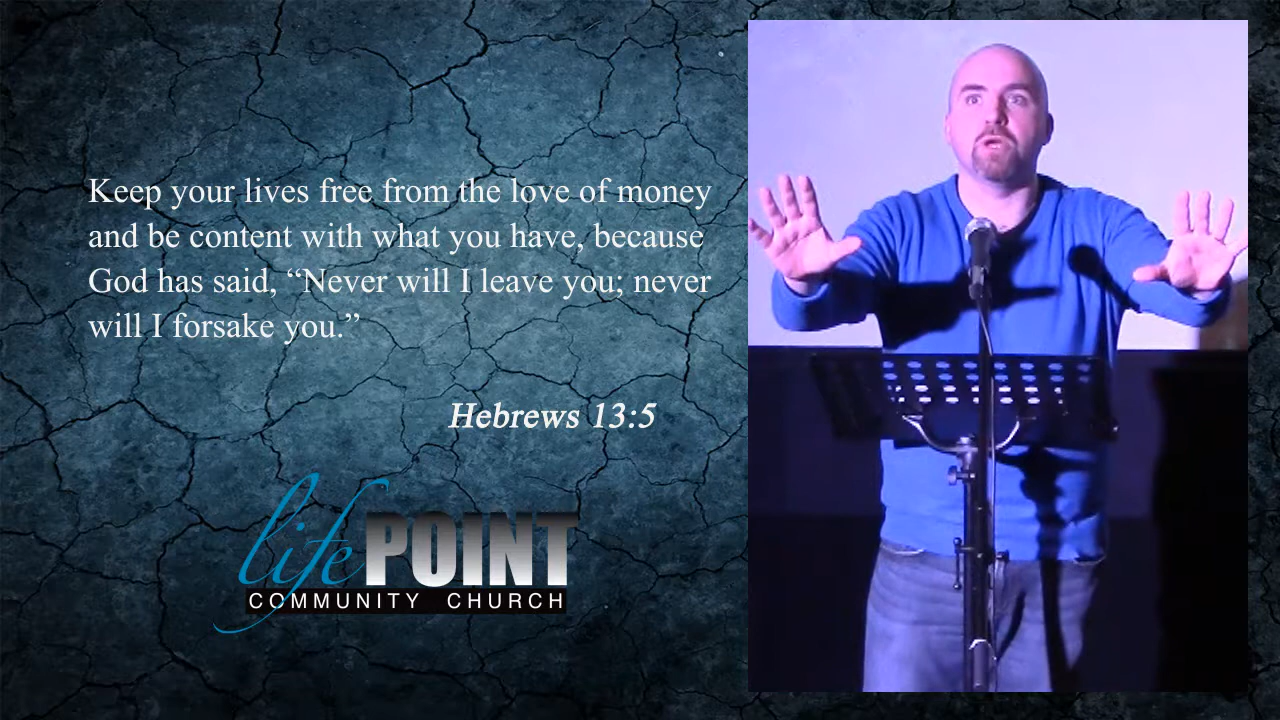 Keep your lives free from the love of money
and be content with what you have, because
God has said, “Never will I leave you; never
will I forsake you.”
Hebrews 13:5
life POINT
COMMUNITY CHURCH